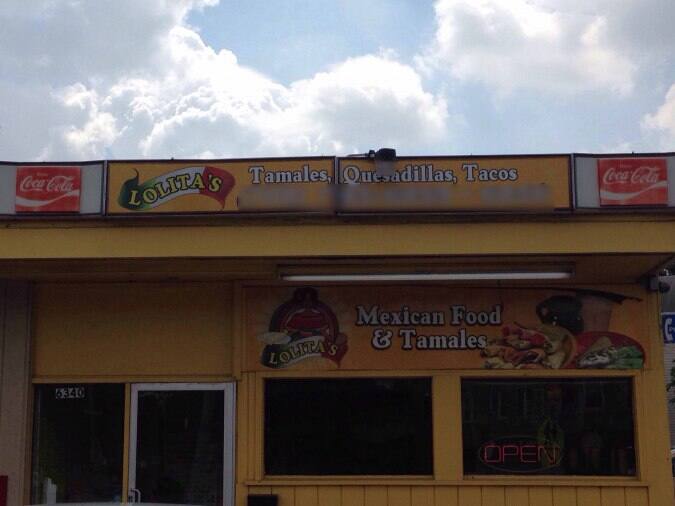 Coca-Cola
LOLITA'S
Tamales, Quesadillas, Tacos
Coca-Cola
LOLITA'S
Mexican Food
& Tamales
6340
OPEN